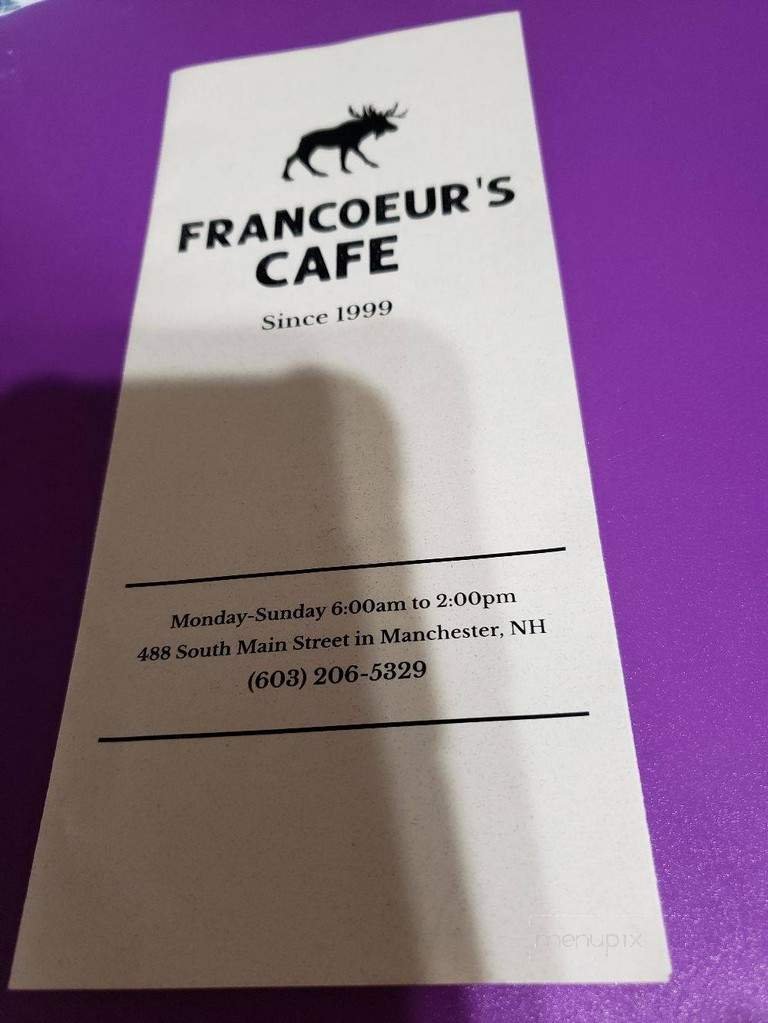 FRANCOEUR'S
CAFE
Since 1999
Monday-Sunday 6:00am to 2:00pm
488 South Main Street in Manchester, NH
(603) 206-5329
menupix